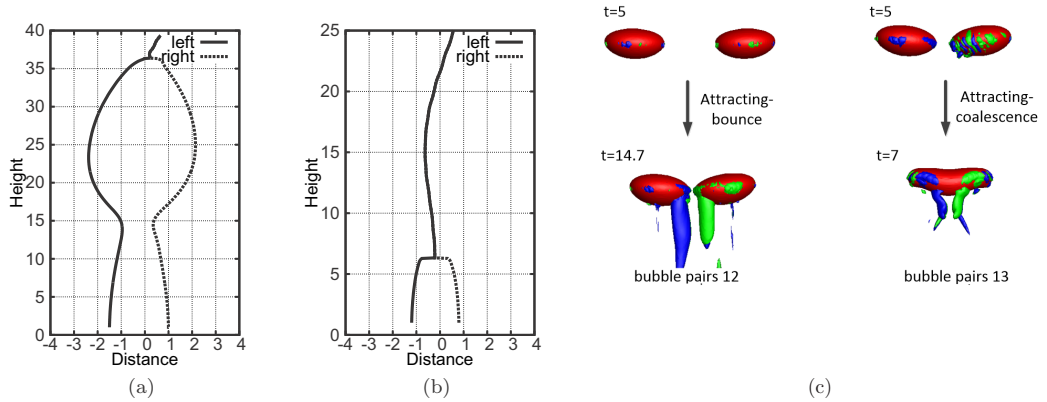 40
35
30
25
20
15
10
5
0
Height
-4 -3 -2 -1 0 1 2 3 4
Distance
left
right
(a)
25
20
15
10
5
0
Height
-4 -3 -2 -1 0 1 2 3 4
Distance
left
right
(b)
t=5
Attracting-
bounce
t=14.7
bubble pairs 12
t=5
Attracting-
coalescence
t=7
bubble pairs 13
(c)